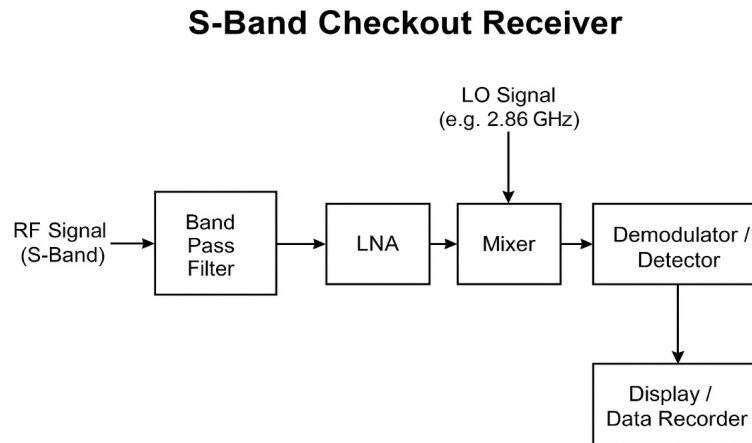 S-Band Checkout Receiver
LO Signal
(e.g. 2.86 GHz)
RF Signal
(S-Band)
Band
Pass
Filter
LNA
Mixer
Demodulator /
Detector
Display /
Data Recorder